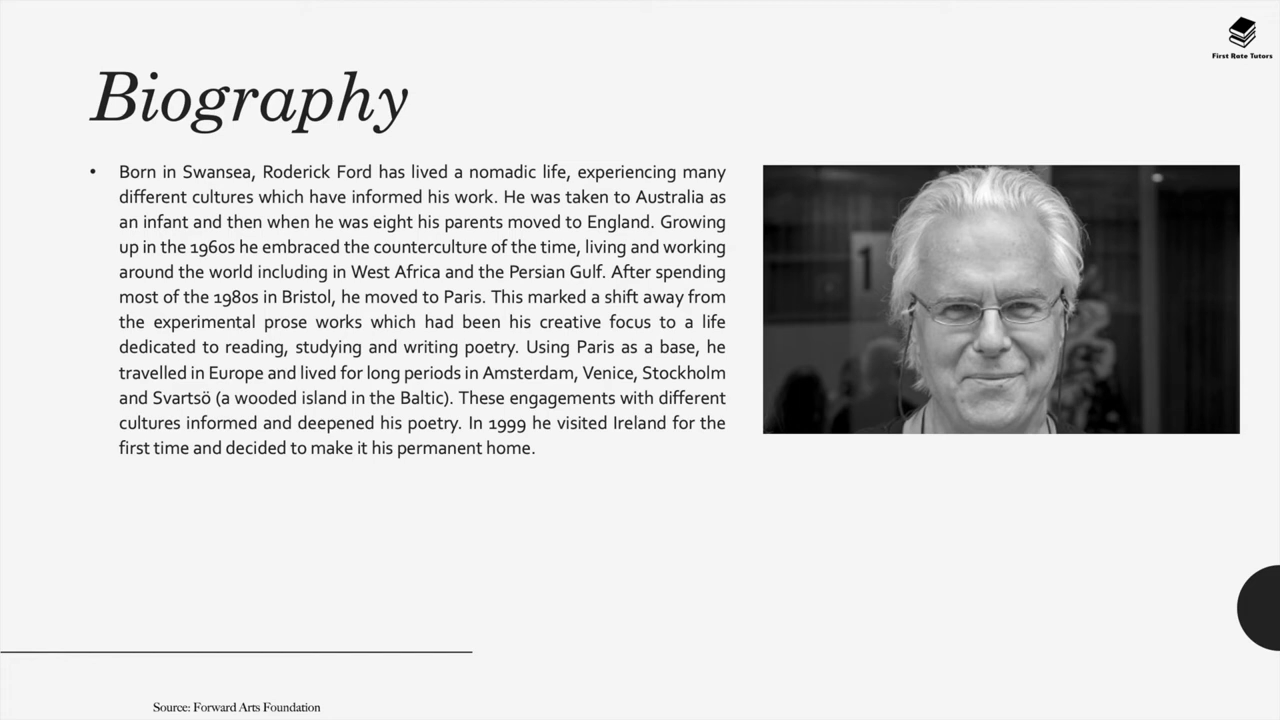 First Rate Tutors
Biography
• Born in Swansea, Roderick Ford has lived a nomadic life, experiencing many
different cultures which have informed his work. He was taken to Australia as
an infant and then when he was eight his parents moved to England. Growing
up in the 1960s he embraced the counterculture of the time, living and working
around the world including in West Africa and the Persian Gulf. After spending
most of the 1980s in Bristol, he moved to Paris. This marked a shift away from
the experimental prose works which had been his creative focus to a life
dedicated to reading, studying and writing poetry. Using Paris as a base, he
travelled in Europe and lived for long periods in Amsterdam, Venice, Stockholm
and Svartsö (a wooded island in the Baltic). These engagements with different
cultures informed and deepened his poetry. In 1999 he visited Ireland for the
first time and decided to make it his permanent home.
1
Source: Forward Arts Foundation